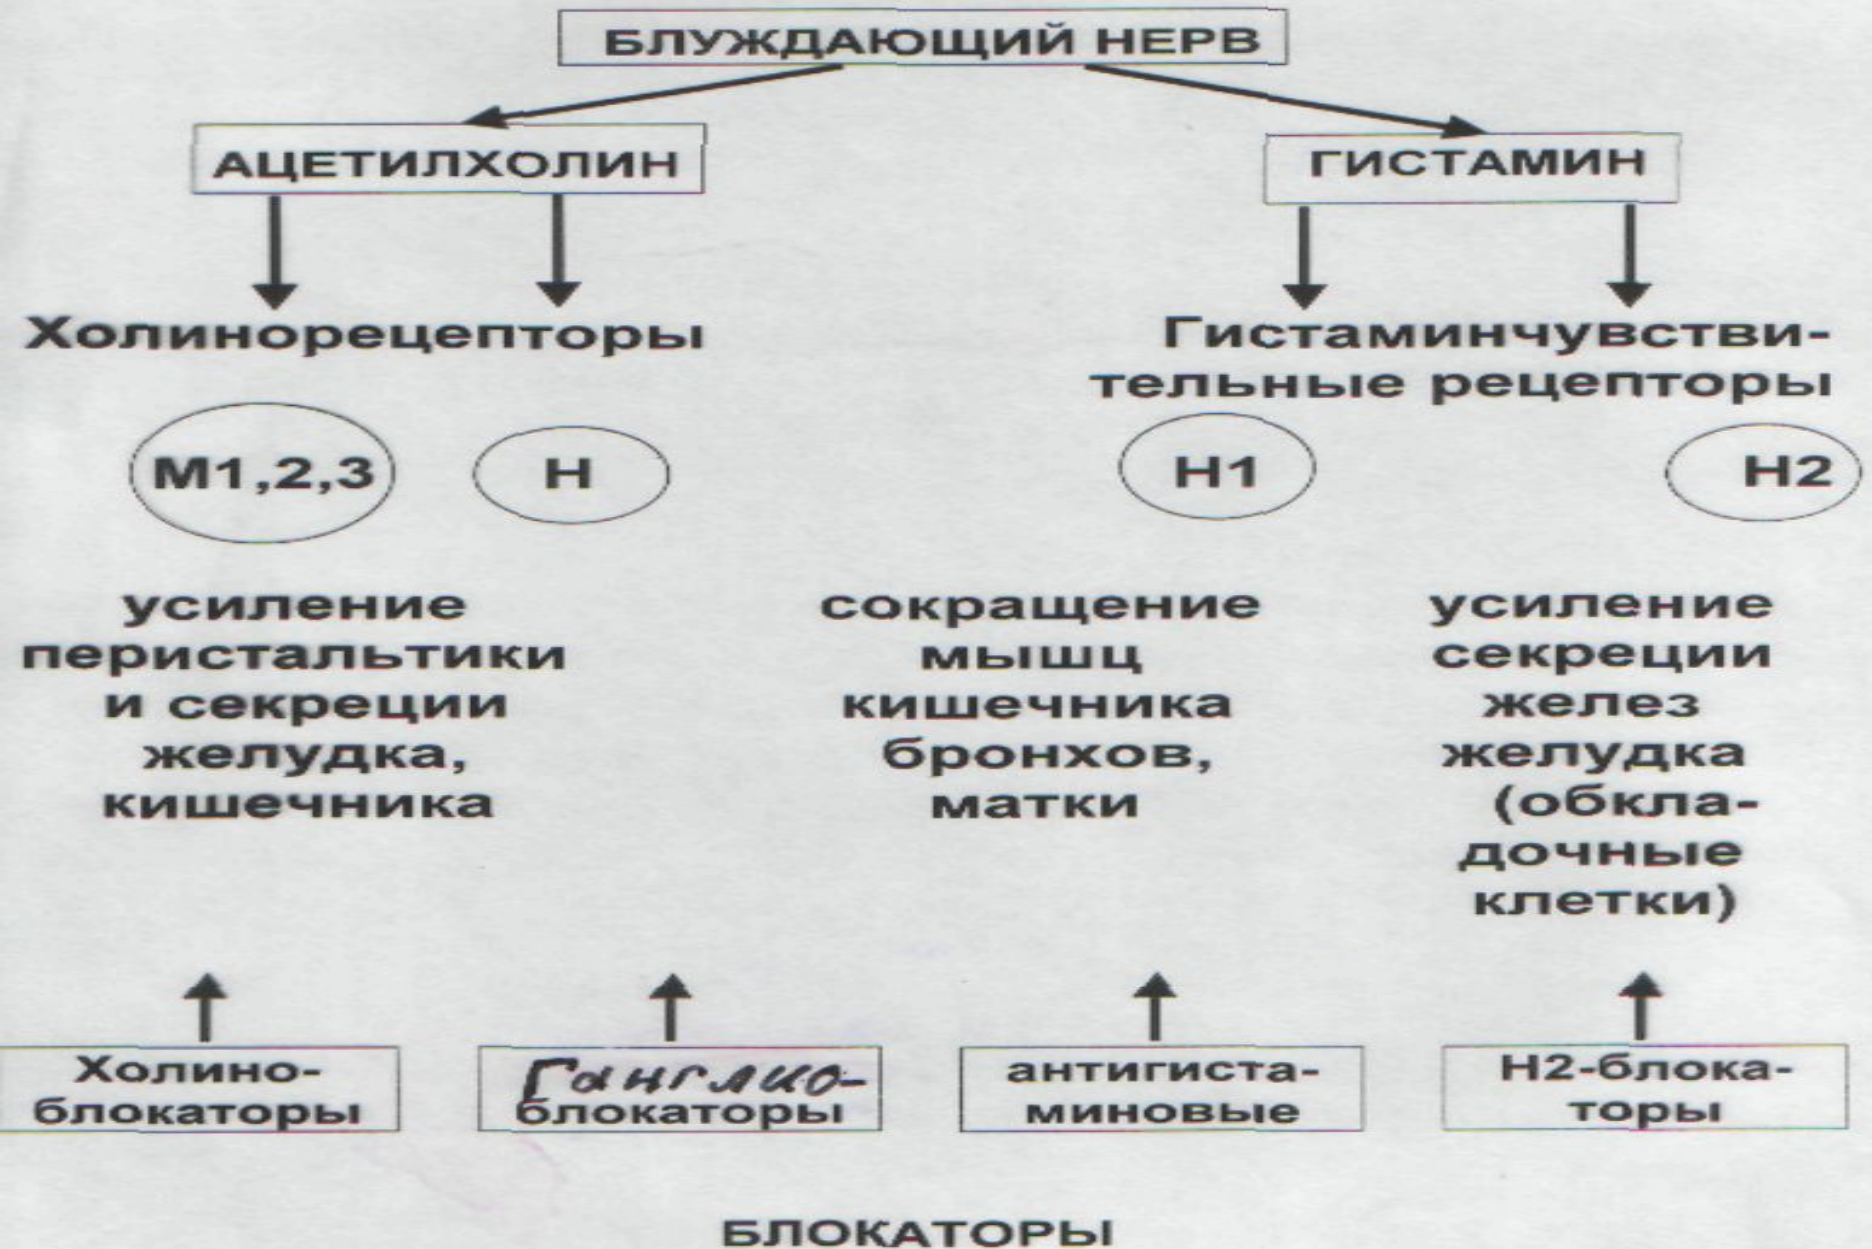 БЛУЖДАЮЩИЙ НЕРВ
АЦЕТИЛХОЛИН
ГИСТАМИН
Холинорецепторы
Гистаминчувстви-
тельные рецепторы
М1,2,3
Н
Н1
Н2
усиление
перистальтики
и секреции
желудка,
кишечника
сокращение
мышц
кишечника
бронхов,
матки
усиление
секреции
желез
желудка
(обкла-
дочные
клетки)
Холино-
блокаторы
Ганглио-
блокаторы
антигиста-
миновые
Н2-блока-
торы
БЛОКАТОРЫ